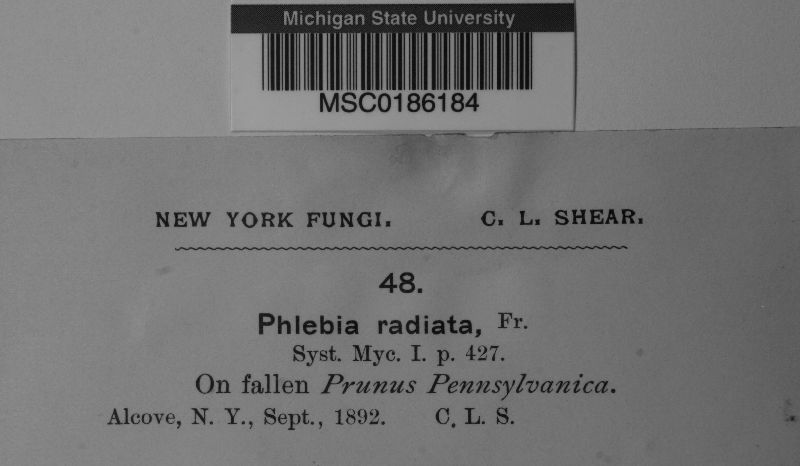 Michigan State University
MSC0186184
NEW YORK FUNGI. C. L. SHEAR.
48.
Phlebia radiata, Fr.
Syst. Myc. I. p. 427.
On fallen Prunus Pennsylvanica.
Alcove, N. Y., Sept., 1892. C. L. S.